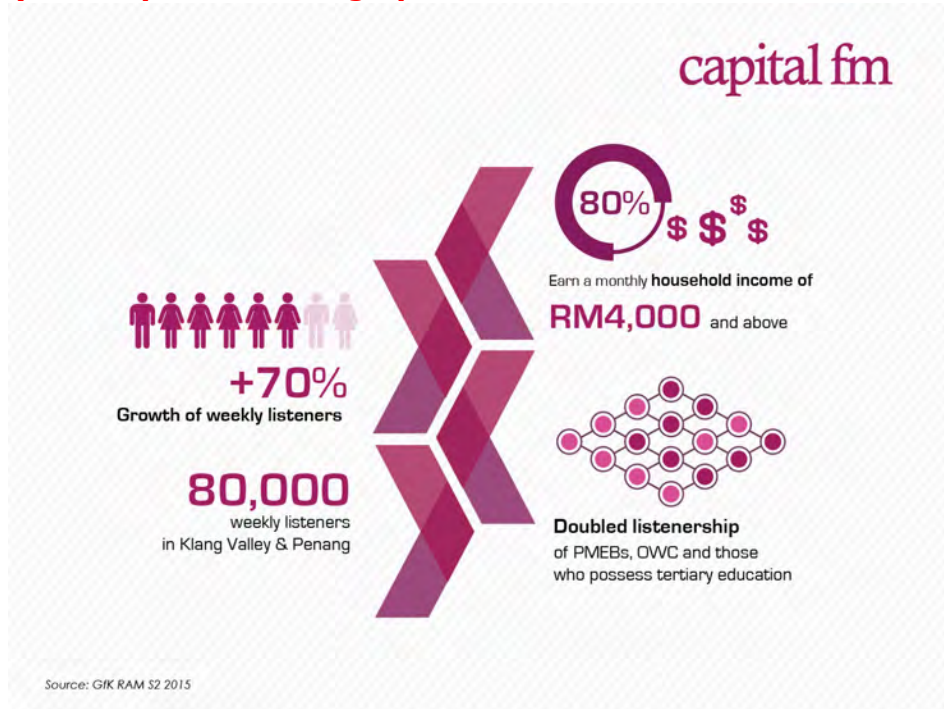 capital fm
80%
$ $ $ $
Earn a monthly household income of
RM4,000 and above
+70%
Growth of weekly listeners
80,000
weekly listeners
in Klang Valley & Penang
Doubled listenership
of PMEBs, OWC and those
who possess tertiary education
Source: GfK RAM S2 2015